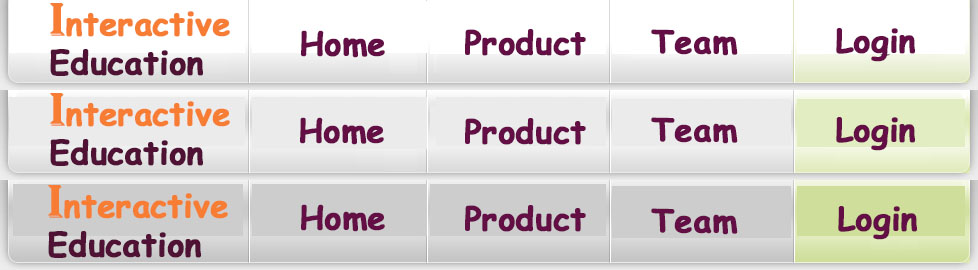 Interactive
Education
Home
Product
Team
Login
Interactive
Education
Home
Product
Team
Login
Interactive
Education
Home
Product
Team
Login